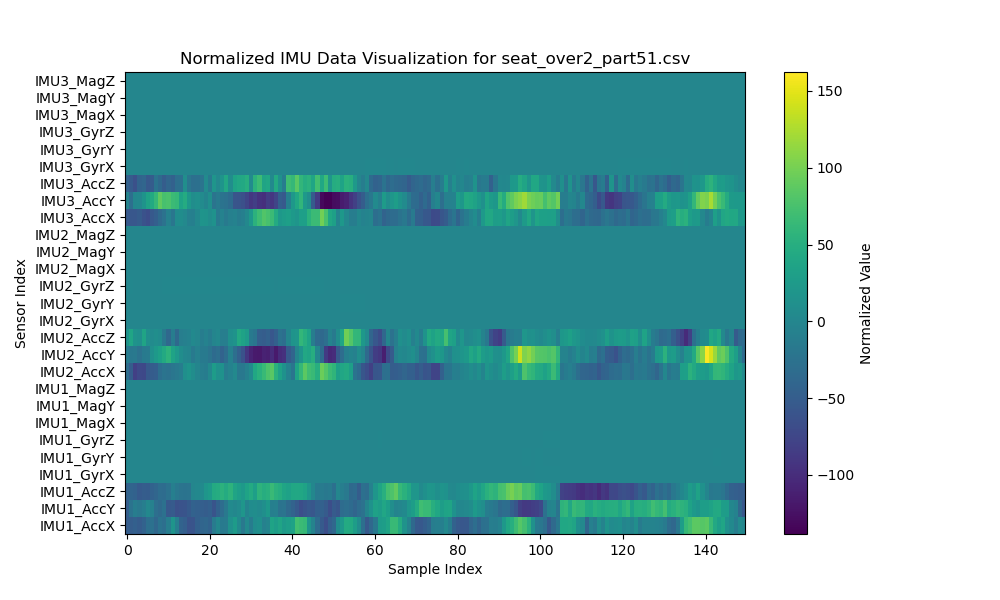 Normalized IMU Data Visualization for seat_over2_part51.csv
Sensor Index
IMU3_MagZ
IMU3_MagY
IMU3_MagX
IMU3_GyrZ
IMU3_GyrY
IMU3_GyrX
IMU3_AccZ
IMU3_AccY
IMU3_AccX
IMU2_MagZ
IMU2_MagY
IMU2_MagX
IMU2_GyrZ
IMU2_GyrY
IMU2_GyrX
IMU2_AccZ
IMU2_AccY
IMU2_AccX
IMU1_MagZ
IMU1_MagY
IMU1_MagX
IMU1_GyrZ
IMU1_GyrY
IMU1_GyrX
IMU1_AccZ
IMU1_AccY
IMU1_AccX
0 20 40 60 80 100 120 140
Sample Index
150
100
50
0
−50
−100
Normalized Value